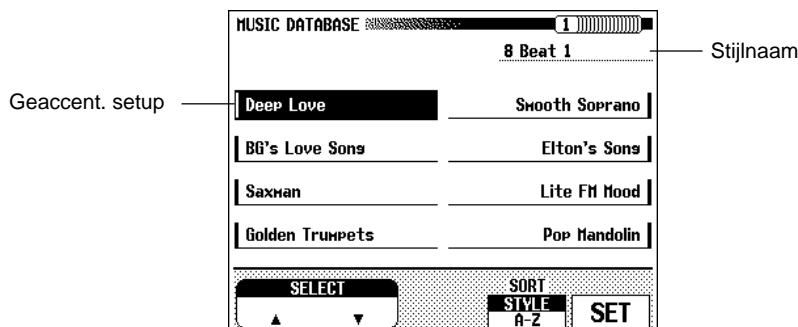 MUSIC DATABASE 1
8 Beat 1
Stijlnaam
Geaccent. setup
Deep Love
Smooth Soprano
BG's Love Song
Elton's Song
Saxman
Lite FM Mood
Golden Trumpets
Pop Mandolin
SELECT
SORT
STYLE
A-Z
SET